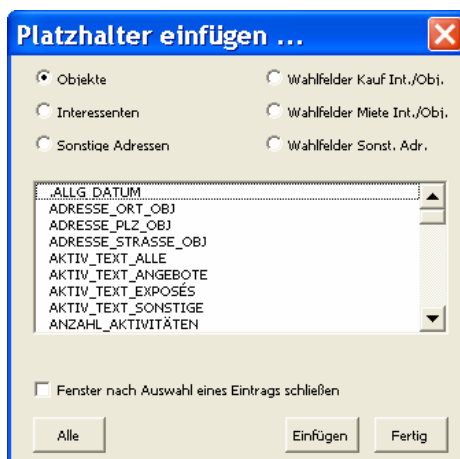 Platzhalter einfügen ...
Objekte
Wahlfelder Kauf Int./Obj.
Interessenten
Wahlfelder Miete Int./Obj.
Sonstige Adressen
Wahlfelder Sonst. Adr.
.ALLG_DATUM
ADRESSE_ORT_OBJ
ADRESSE_PLZ_OBJ
ADRESSE_STRASSE_OBJ
AKTIV_TEXT_ALLE
AKTIV_TEXT_ANGEBOTE
AKTIV_TEXT_EXPOSÉS
AKTIV_TEXT_SONSTIGE
ANZAHL_AKTIVITÄTEN
Fenster nach Auswahl eines Eintrags schließen
Alle
Einfügen
Fertig